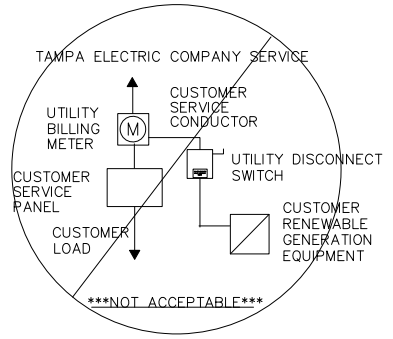 TAMPA ELECTRIC COMPANY SERVICE
CUSTOMER
SERVICE
CONDUCTOR
UTILITY
BILLING
METER
M
UTILITY DISCONNECT
SWITCH
CUSTOMER
SERVICE
PANEL
CUSTOMER
LOAD
CUSTOMER
RENEWABLE
GENERATION
EQUIPMENT
***NOT ACCEPTABLE***